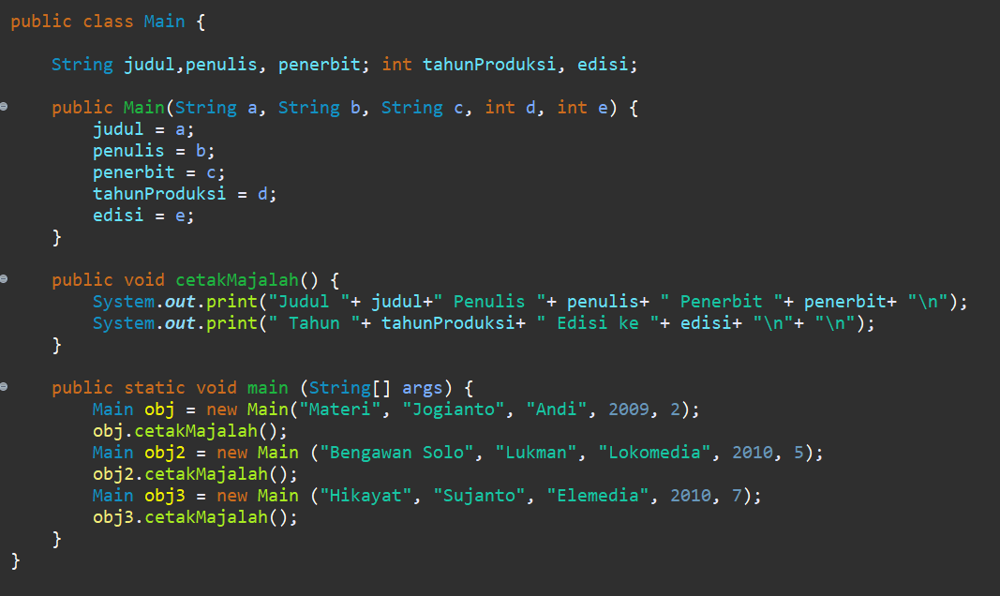 public class Main {
String judul,penulis, penerbit; int tahunProduksi, edisi;
public Main(String a, String b, String c, int d, int e) {
judul = a;
penulis = b;
penerbit = c;
tahunProduksi = d;
edisi = e;
}
public void cetakMajalah() {
System.out.print("Judul "+ judul+" Penulis "+ penulis+ " Penerbit "+ penerbit+ "\n");
System.out.print(" Tahun "+ tahunProduksi+ " Edisi ke "+ edisi+ "\n"+ "\n");
}
public static void main (String[] args) {
Main obj = new Main("Materi", "Jogianto", "Andi", 2009, 2);
obj.cetakMajalah();
Main obj2 = new Main ("Bengawan Solo", "Lukman", "Lokomedia", 2010, 5);
obj2.cetakMajalah();
Main obj3 = new Main ("Hikayat", "Sujanto", "Elemedia", 2010, 7);
obj3.cetakMajalah();
}
}